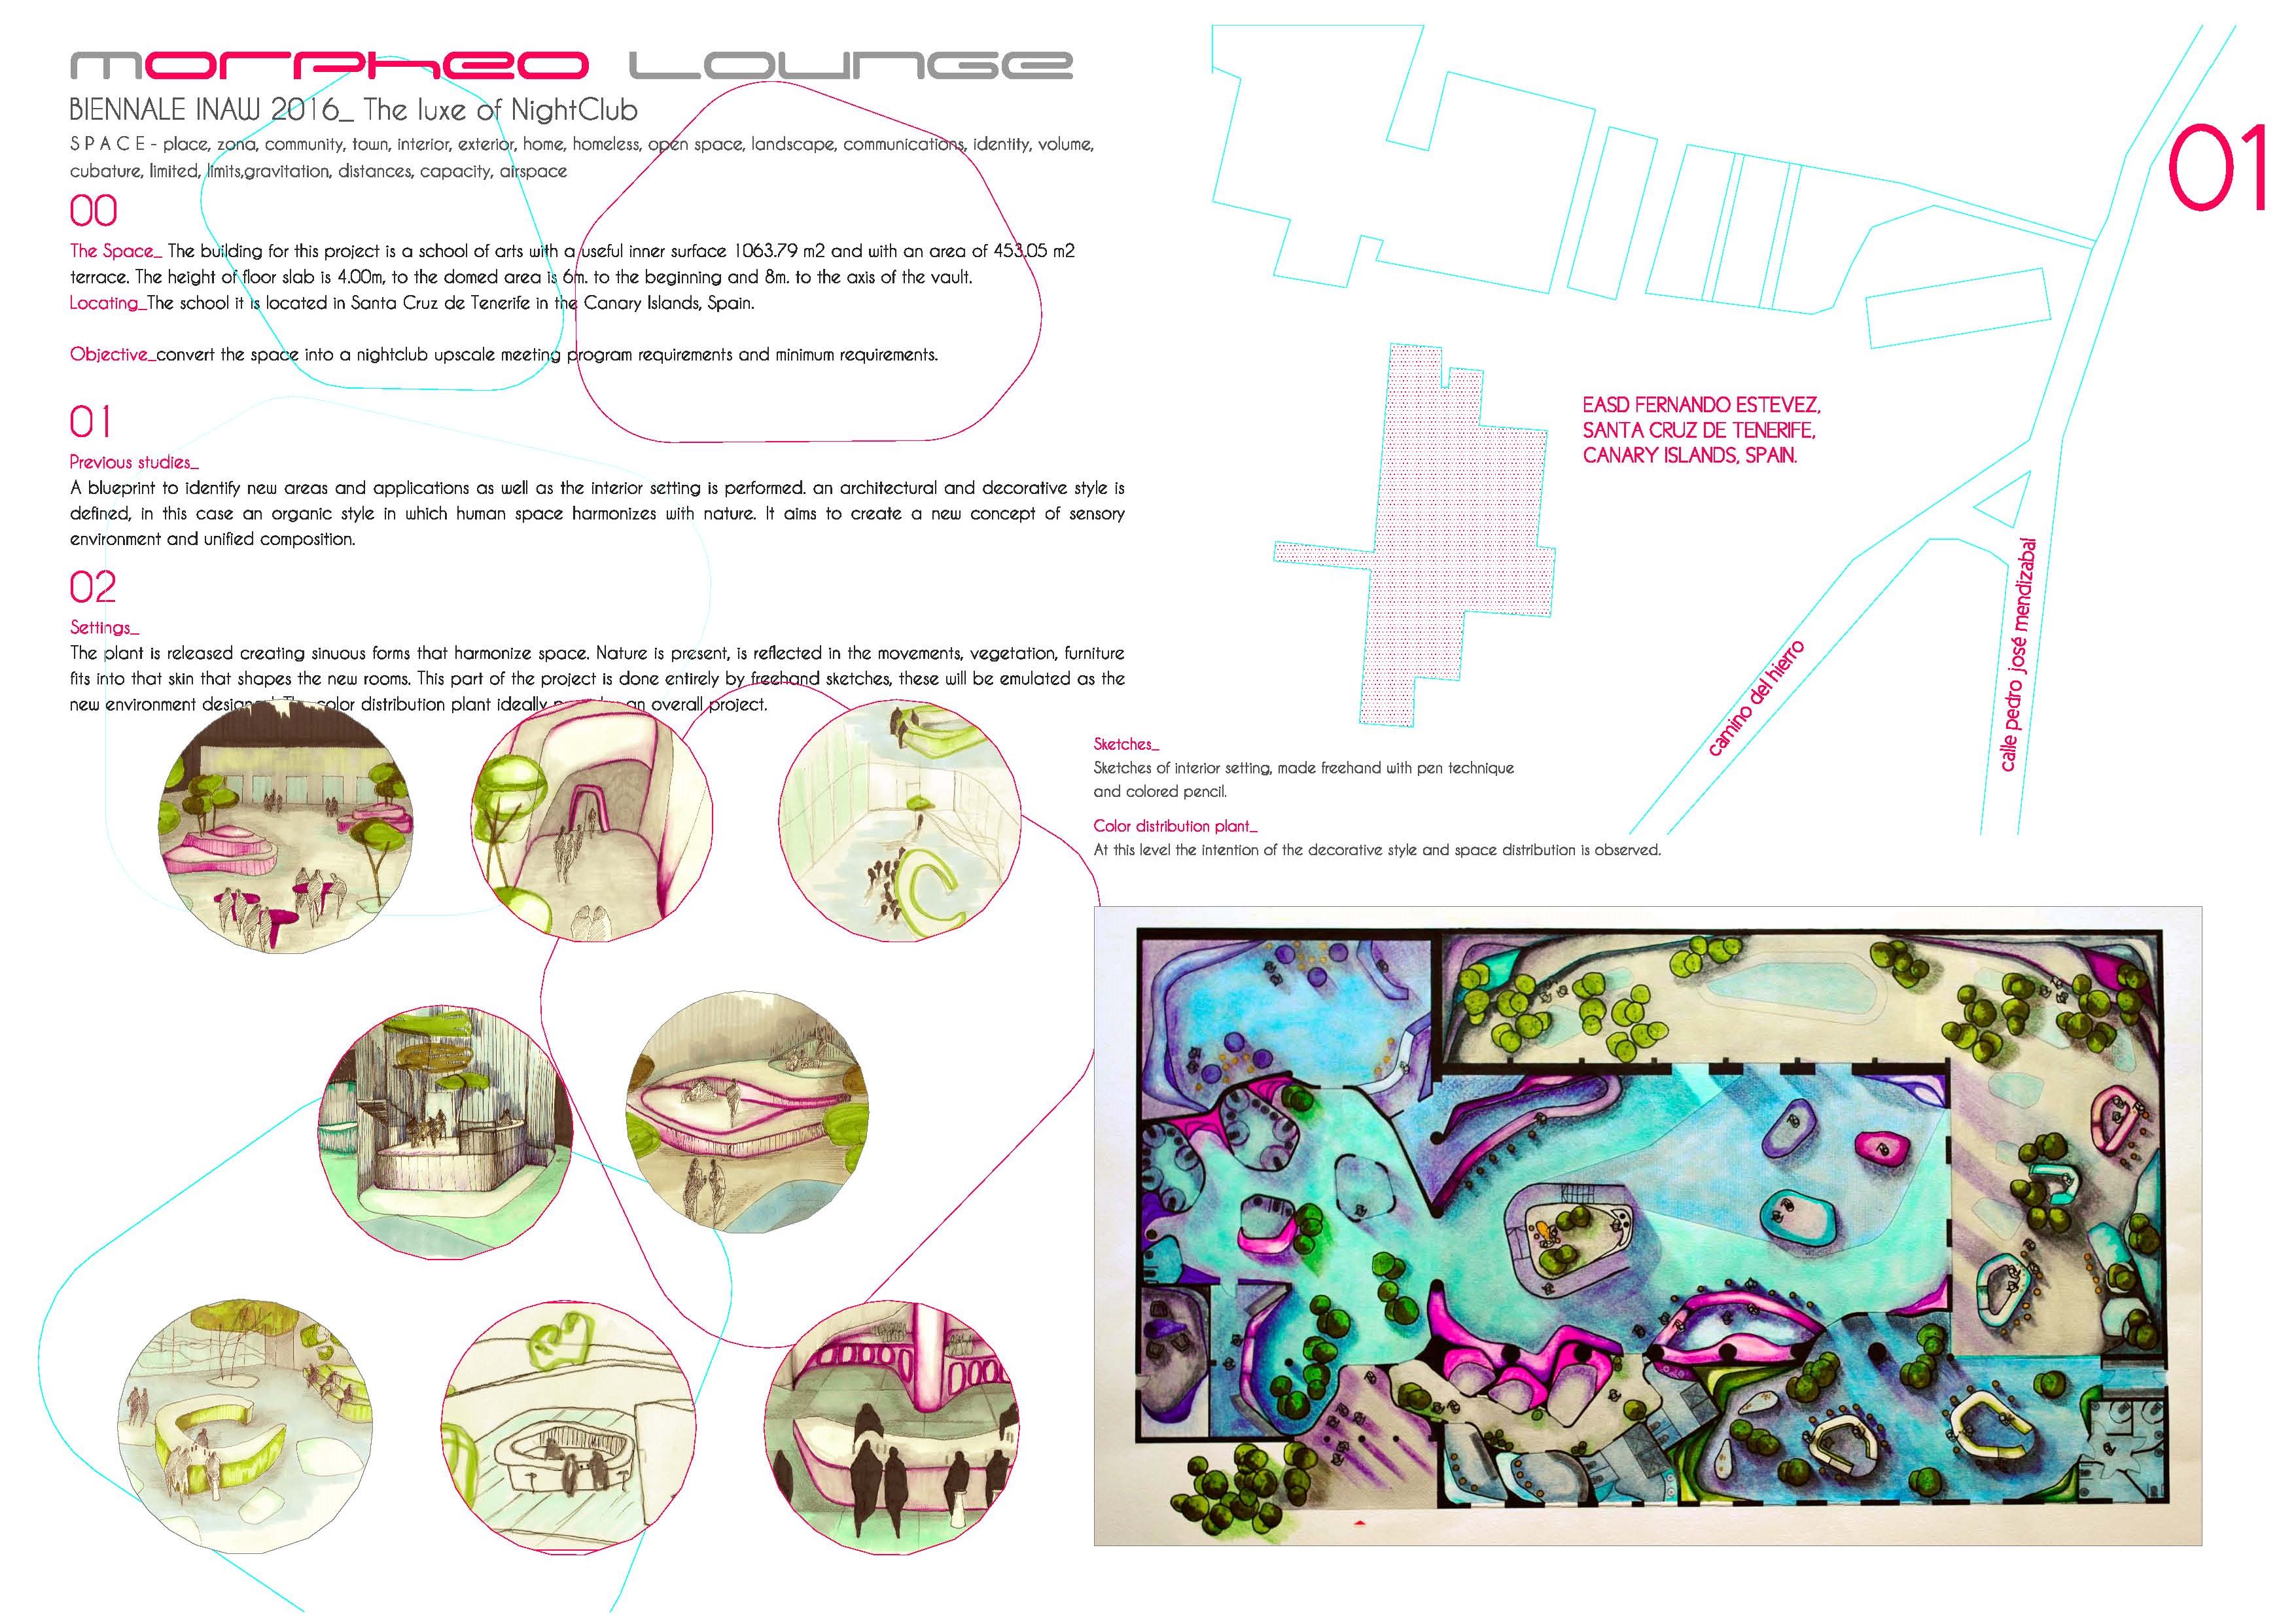 morpheo Lounge
BIENNALE INAW 2016_ The luxe of NightClub
S P A C E - place, zona, community, town, interior, exterior, home, homeless, open space, landscape, communications, identity, volume,
cubature, limited, limits,gravitation, distances, capacity, airspace
00
The Space_ The building for this project is a school of arts with a useful inner surface 1063.79 m2 and with an area of 453.05 m2
terrace. The height of floor slab is 4.00m, to the domed area is 6m. to the beginning and 8m. to the axis of the vault.
Locating_The school it is located in Santa Cruz de Tenerife in the Canary Islands, Spain.
Objective_convert the space into a nightclub upscale meeting program requirements and minimum requirements.
01
Previous studies_
A blueprint to identify new areas and applications as well as the interior setting is performed. an architectural and decorative style is
defined, in this case an organic style in which human space harmonizes with nature. It aims to create a new concept of sensory
environment and unified composition.
02
Settings_
The plant is released creating sinuous forms that harmonize space. Nature is present, is reflected in the movements, vegetation, furniture
fits into that skin that shapes the new rooms. This part of the project is done entirely by freehand sketches, these will be emulated as the
new environment color distribution plant ideally an overall project.
01
EASD FERNANDO ESTEVEZ,
SANTA CRUZ DE TENERIFE,
CANARY ISLANDS, SPAIN.
camino del hierro
calle pedro josé mendizabal
Sketches_
Sketches of interior setting, made freehand with pen technique
and colored pencil.
Color distribution plant_
At this level the intention of the decorative style and space distribution is observed.